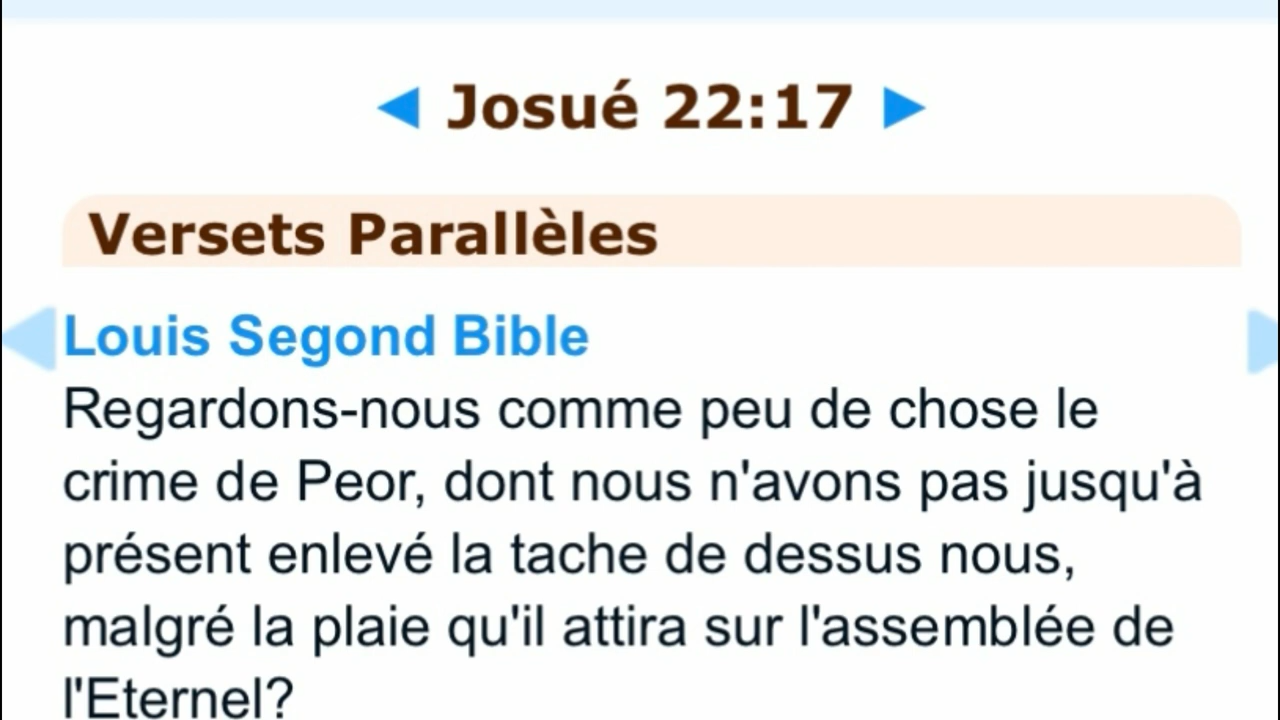 Josué 22:17
Versets Parallèles
Louis Segond Bible
Regardons-nous comme peu de chose le
crime de Peor, dont nous n'avons pas jusqu'à
présent enlevé la tache de dessus nous,
malgré la plaie qu'il attira sur l'assemblée de
l'Eternel?